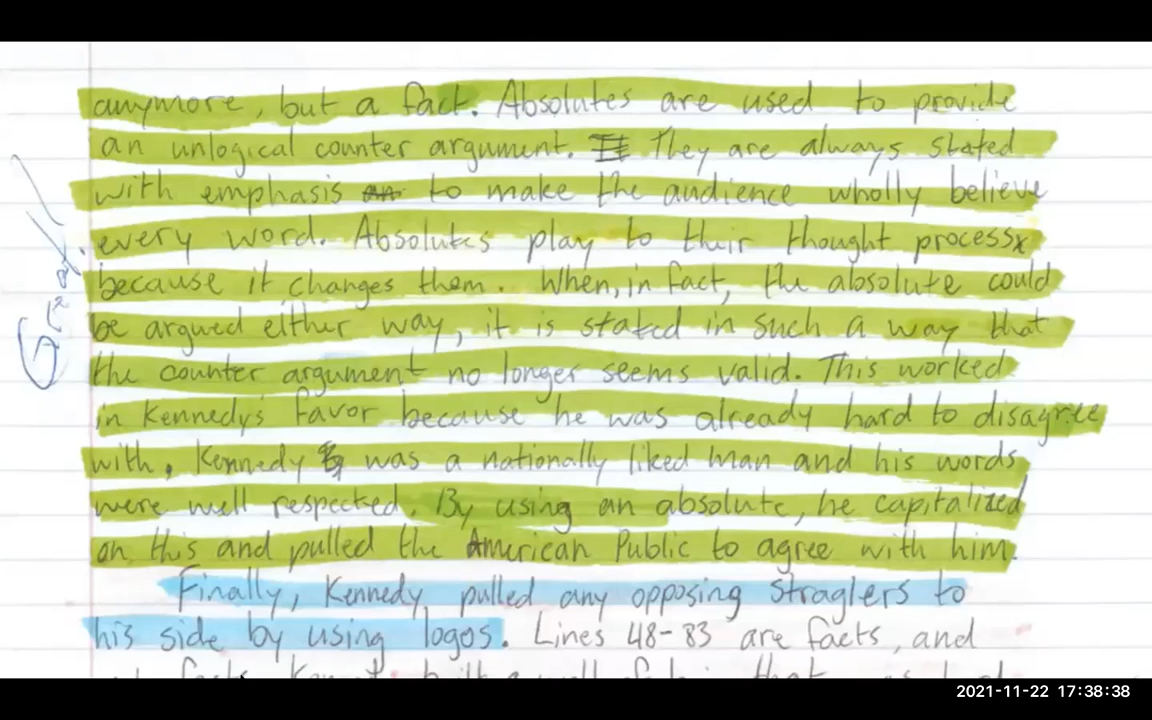 anymore, but a fact. Absolutes are used to provide
an unlogical counter argument. They are always stated
with emphasis to make the audience wholly believe
every word. Absolutes play to their thought process
because it changes them. When, in fact, the absolute could
be argued either way, it is stated in such a way that
the counter argument no longer seems valid. This worked
in Kennedy's favor because he was already hard to disagree
with. Kennedy was a nationally liked man and his words
were well respected. By using an absolute, he capitalized
on this and pulled the American Public to agree with him.
Great!
Finally, Kennedy pulled any opposing straglers to
his side by using logos. Lines 48-83 are facts, and
2021-11-22 17:38:38